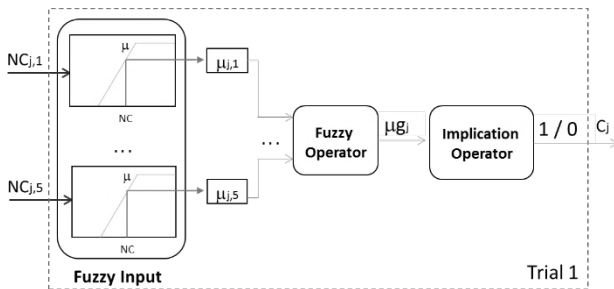 NCj,1
μ
NC
μj,1
...
NCj,5
μ
NC
μj,5
Fuzzy Input
...
Fuzzy
Operator
μgj
Implication
Operator
1 / 0
Cj
Trial 1